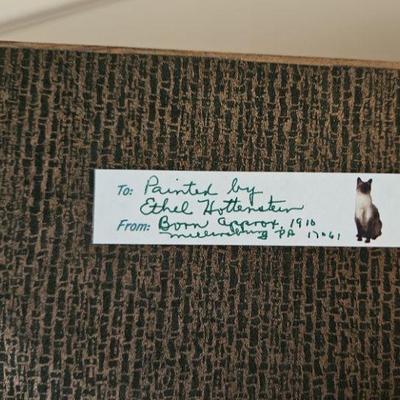 To: Painted by
Ethel Hottenstein
From: Born approx. 1910
Millersburg PA 17061